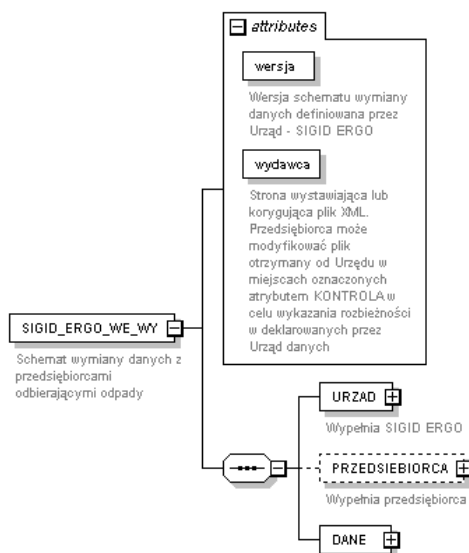 attributes
wersja
Wersja schematu wymiany
danych definiowana przez
Urząd - SIGID ERGO
wydawca
Strona wystawiająca lub
korygująca plik XML.
Przedsiębiorca może
modyfikować plik
otrzymany od Urzędu w
miejscach oznaczonych
atrybutem KONTROLA w
celu wykazania rozbieżności
w deklarowanych przez
Urząd danych
SIGID_ERGO_WE_WY
Schemat wymiany danych z
przedsiębiorcami
odbierającymi odpady
URZAD
Wypełnia SIGID ERGO
PRZEDSIEBIORCA
Wypełnia przedsiębiorca
DANE